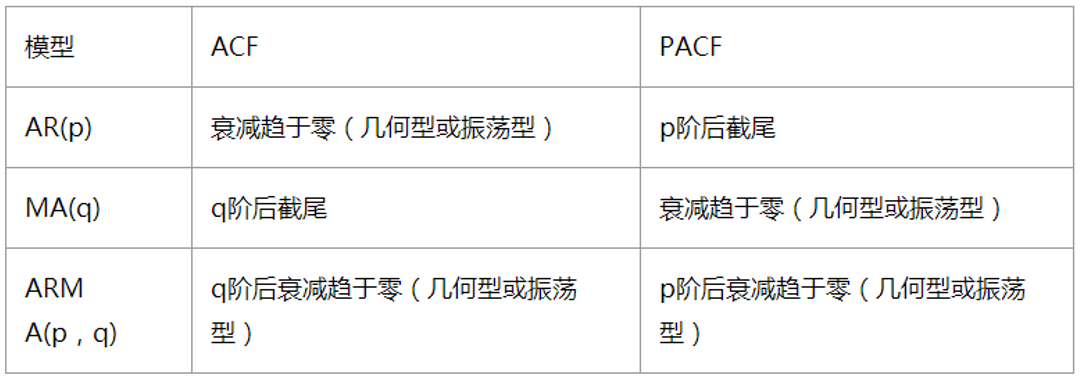 模型 ACF PACF
AR(p) 衰减趋于零（几何型或振荡型） p阶后截尾
MA(q) q阶后截尾 衰减趋于零（几何型或振荡型）
ARM q阶后衰减趋于零（几何型或振荡 p阶后衰减趋于零（几何型或振荡
A(p，q) 型） 型）